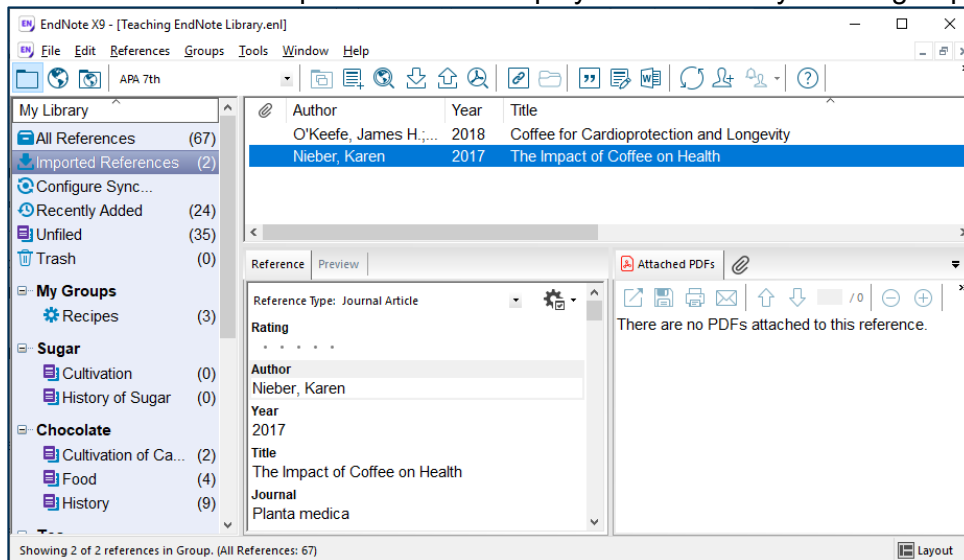 EndNote X9 - [Teaching EndNote Library.enl]
File Edit References Groups Tools Window Help
APA 7th
My Library
All References (67)
Imported References (2)
Configure Sync...
Recently Added (24)
Unfiled (35)
Trash (0)
My Groups
Recipes (3)
Sugar
Cultivation (0)
History of Sugar (0)
Chocolate
Cultivation of Ca... (2)
Food (4)
History (9)
Author Year Title
O'Keefe, James H.;... 2018 Coffee for Cardioprotection and Longevity
Nieber, Karen 2017 The Impact of Coffee on Health
Reference Preview
Reference Type: Journal Article
Rating
Author
Nieber, Karen
Year
2017
Title
The Impact of Coffee on Health
Journal
Planta medica
Attached PDFs
/ 0
There are no PDFs attached to this reference.
Showing 2 of 2 references in Group. (All References: 67)
Layout